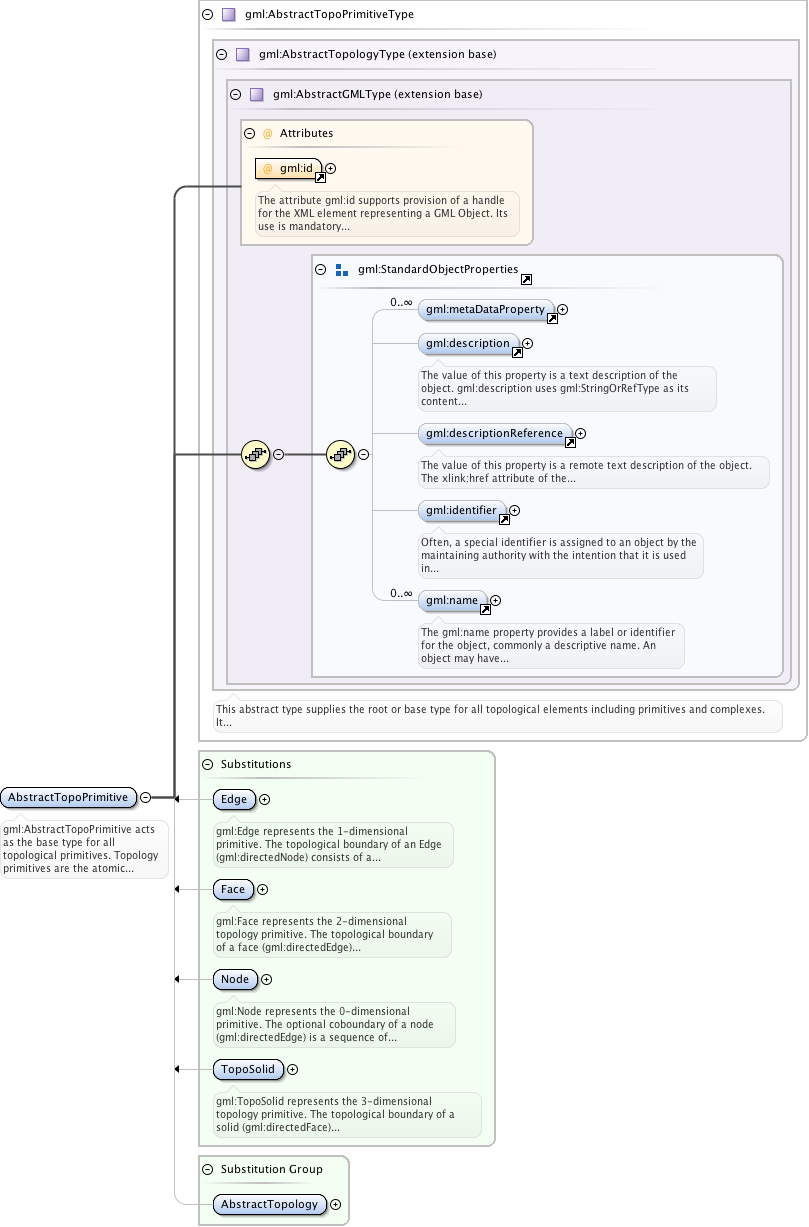 gml:AbstractTopoPrimitiveType
gml:AbstractTopologyType (extension base)
gml:AbstractGMLType (extension base)
@ Attributes
@ gml:id
The attribute gml:id supports provision of a handle
for the XML element representing a GML Object. Its
use is mandatory...
gml:StandardObjectProperties
0..∞
gml:metaDataProperty
gml:description
The value of this property is a text description of the
object. gml:description uses gml:StringOrRefType as its
content...
gml:descriptionReference
The value of this property is a remote text description of the object.
The xlink:href attribute of the...
gml:identifier
Often, a special identifier is assigned to an object by the
maintaining authority with the intention that it is used
in...
0..∞
gml:name
The gml:name property provides a label or identifier
for the object, commonly a descriptive name. An
object may have...
This abstract type supplies the root or base type for all topological elements including primitives and complexes.
It...
AbstractTopoPrimitive
gml:AbstractTopoPrimitive acts
as the base type for all
topological primitives. Topology
primitives are the atomic...
Substitutions
Edge
gml:Edge represents the 1-dimensional
primitive. The topological boundary of an Edge
(gml:directedNode) consists of a...
Face
gml:Face represents the 2-dimensional
topology primitive. The topological boundary
of a face (gml:directedEdge)...
Node
gml:Node represents the 0-dimensional
primitive. The optional coboundary of a node
(gml:directedEdge) is a sequence of...
TopoSolid
gml:TopoSolid represents the 3-dimensional
topology primitive. The topological boundary of a
solid (gml:directedFace)...
Substitution Group
AbstractTopology